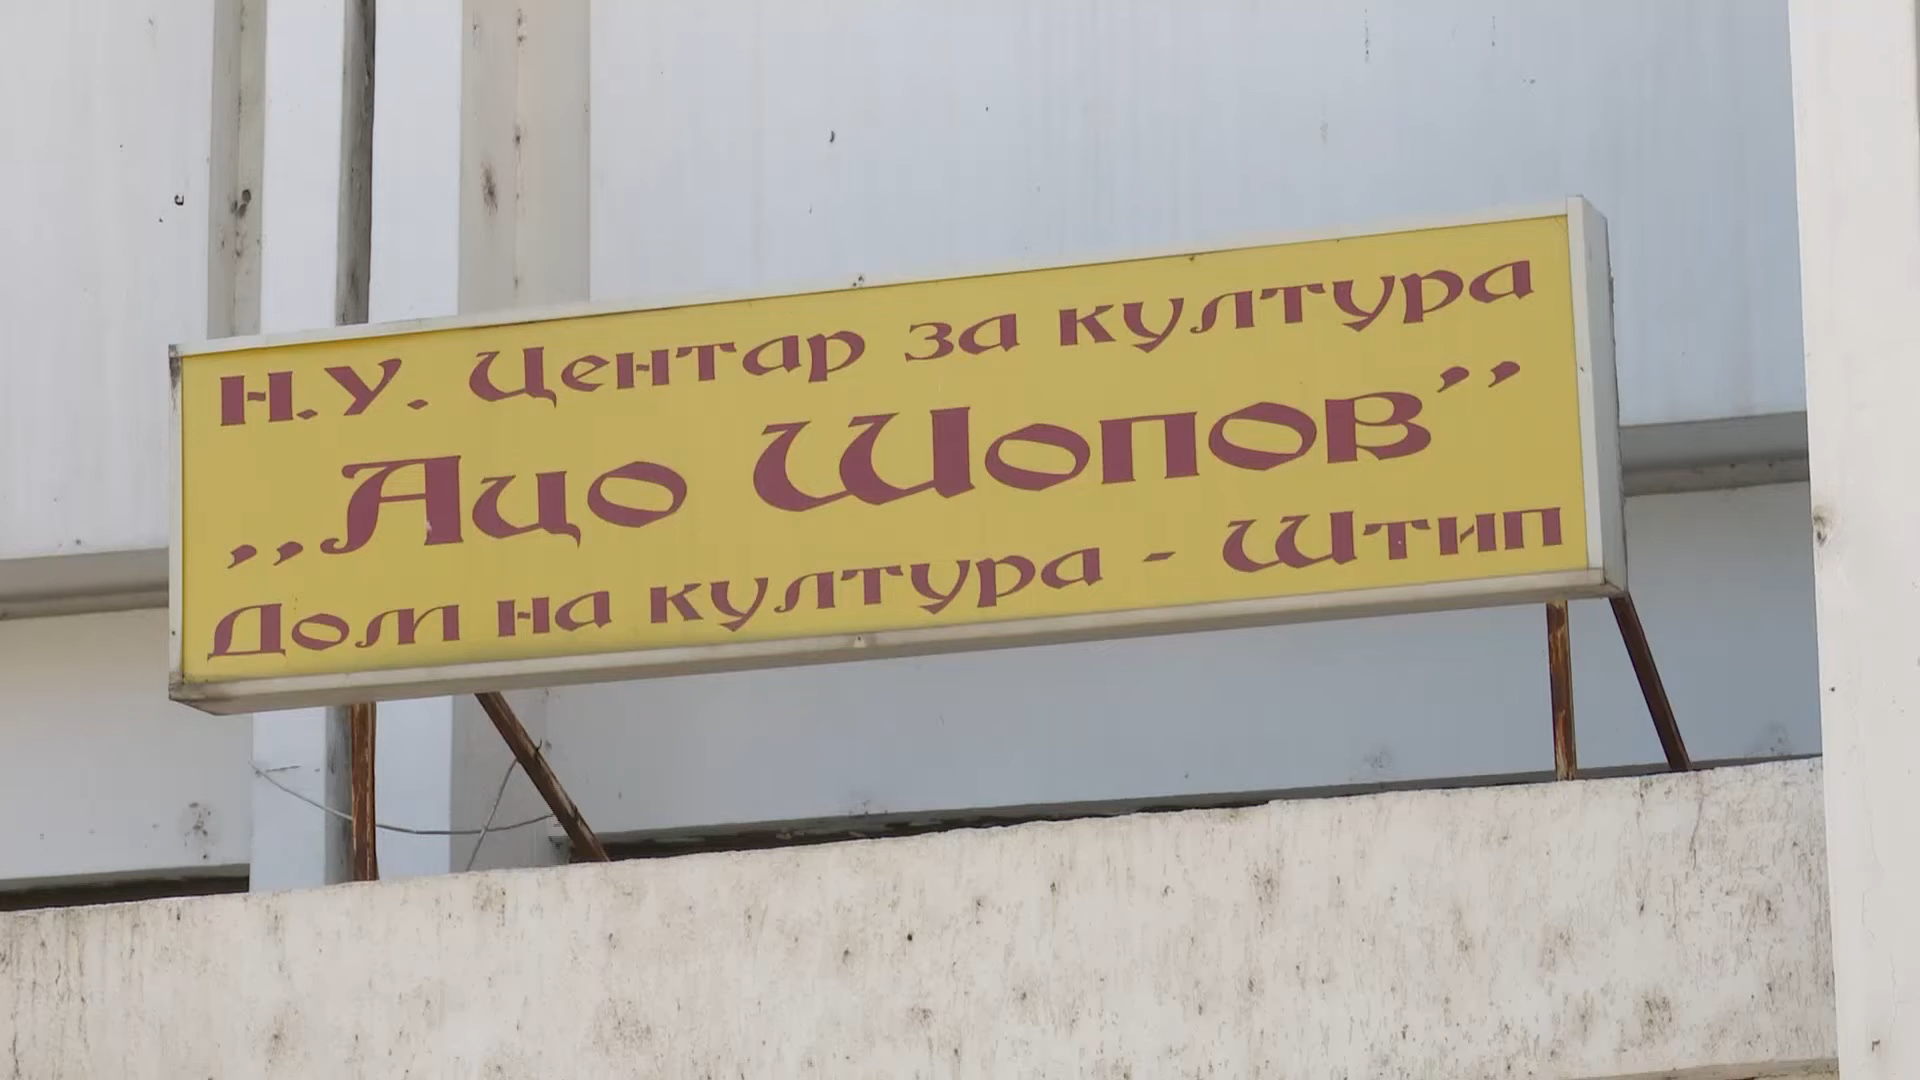 Н.У. Центар за култура
,,Ацо Шопов’’
Дом на култура - Штип